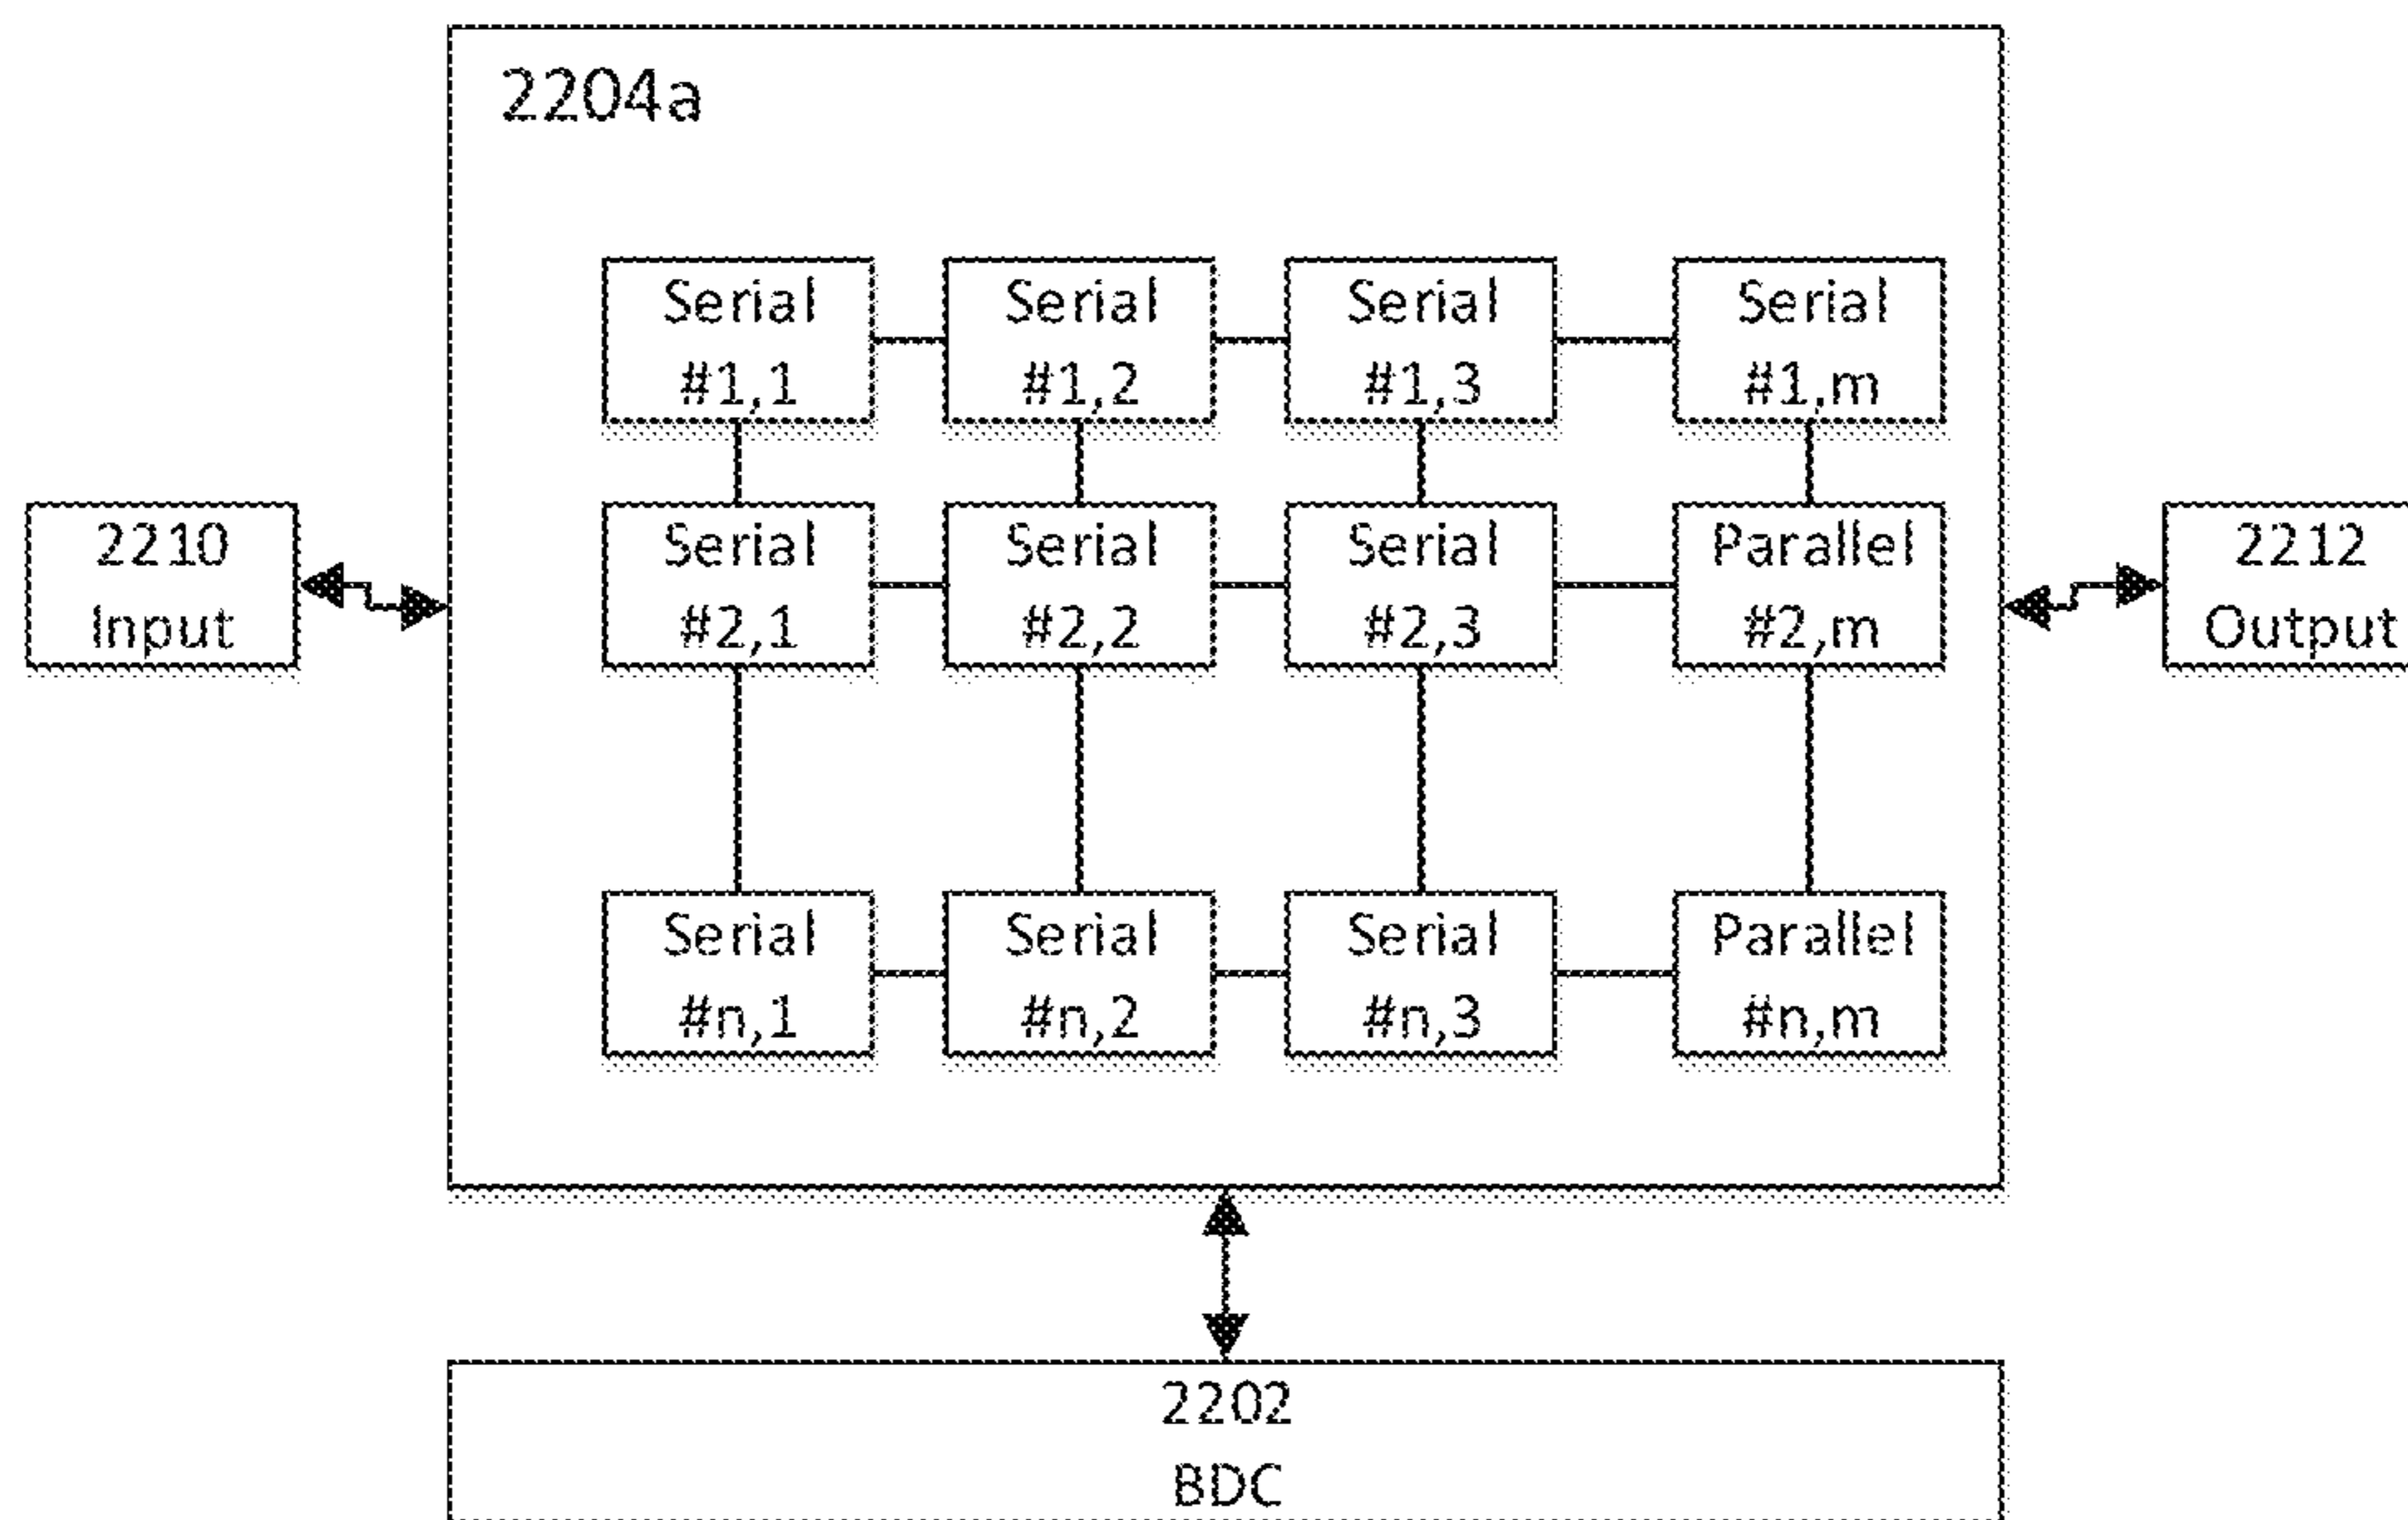 2204a
Serial
#1,1
Serial
#1,2
Serial
#1,3
Serial
#1,m
2210
Input
Serial
#2,1
Serial
#2,2
Serial
#2,3
Parallel
#2,m
2212
Output
Serial
#n,1
Serial
#n,2
Serial
#n,3
Parallel
#n,m
2202
BDC